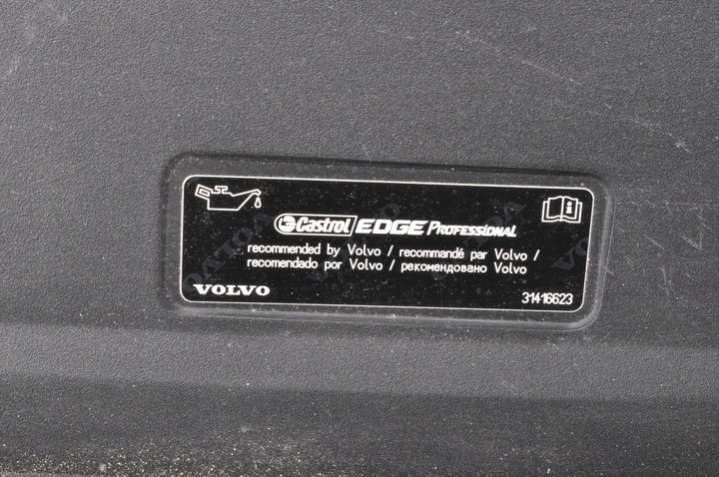 Castrol EDGE PROFESSIONAL
recommended by Volvo / recommandé par Volvo /
recomendado por Volvo / рекомендовано Volvo
VOLVO 31416623